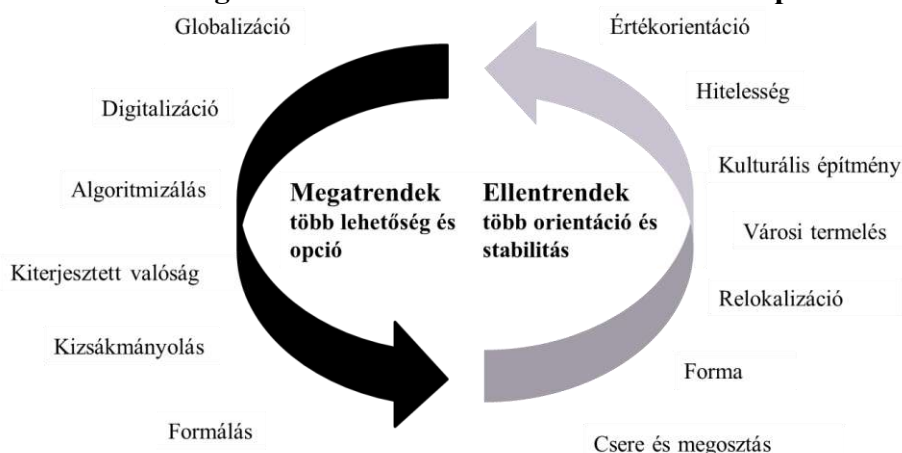 Globalizáció
Digitalizáció
Algoritmizálás
Kiterjesztett valóság
Kizsákmányolás
Formálás
Megatrendek
több lehetőség és
opció
Ellentrendek
több orientáció és
stabilitás
Értékorientáció
Hitelesség
Kulturális építmény
Városi termelés
Relokalizáció
Forma
Csere és megosztás